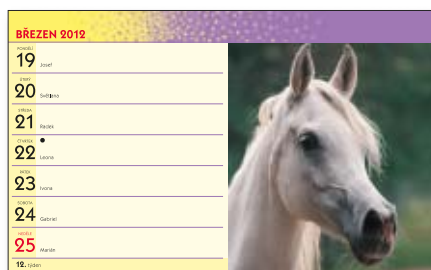 BŘEZEN 2012
PONDĚLÍ
19 Josef
ÚTERÝ
20 Světlana
STŘEDA
21 Radek
ČTVRTEK
22 Leona
PÁTEK
23 Ivona
SOBOTA
24 Gabriel
NEDĚLE
25 Marián
12. týden